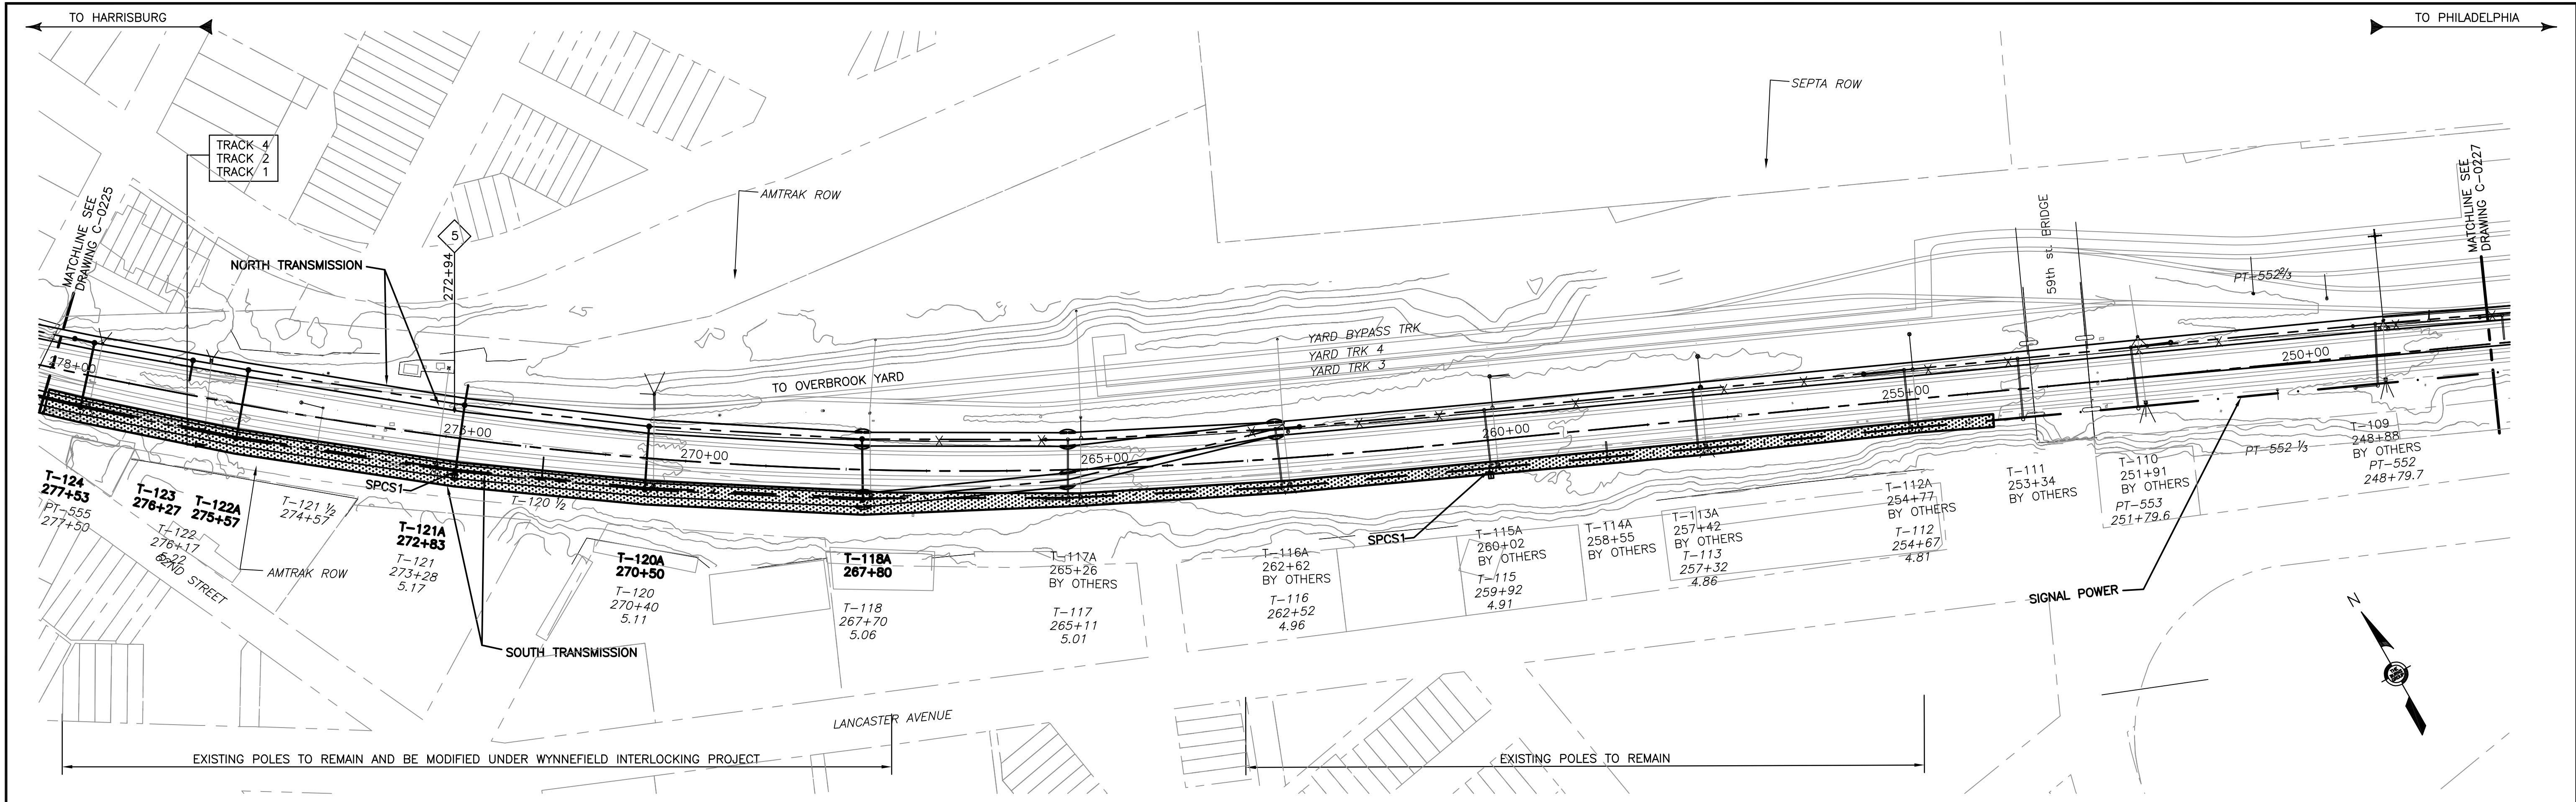 TO HARRISBURG
TO PHILADELPHIA
SEPTA ROW
TRACK 4
TRACK 2
TRACK 1
AMTRAK ROW
MATCHLINE SEE
DRAWING C-0225
5
272+94
NORTH TRANSMISSION
59th st. BRIDGE
MATCHLINE SEE
DRAWING C-0227
PT-552⅔
YARD BYPASS TRK
YARD TRK 4
YARD TRK 3
TO OVERBROOK YARD
278+00
273+00
270+00
265+00
260+00
255+00
250+00
SPCS1
T-124
277+53
PT-555
277+50
T-123
276+27
T-122A
275+57
T-122
276+17
5.22
T-121 ½
274+57
T-121A
272+83
T-121
273+28
5.17
T-120 ½
T-120A
270+50
T-120
270+40
5.11
T-118A
267+80
T-118
267+70
5.06
T-117A
265+26
BY OTHERS
T-117
265+11
5.01
T-116A
262+62
BY OTHERS
T-116
262+52
4.96
SPCS1
T-115A
260+02
BY OTHERS
T-115
259+92
4.91
T-114A
258+55
BY OTHERS
T-113A
257+42
BY OTHERS
T-113
257+32
4.86
T-112A
254+77
BY OTHERS
T-112
254+67
4.81
T-111
253+34
BY OTHERS
T-110
251+91
BY OTHERS
PT-553
251+79.6
PT-552 ⅓
T-109
248+88
BY OTHERS
PT-552
248+79.7
62ND STREET
AMTRAK ROW
SOUTH TRANSMISSION
SIGNAL POWER
N
LANCASTER AVENUE
EXISTING POLES TO REMAIN AND BE MODIFIED UNDER WYNNEFIELD INTERLOCKING PROJECT
EXISTING POLES TO REMAIN